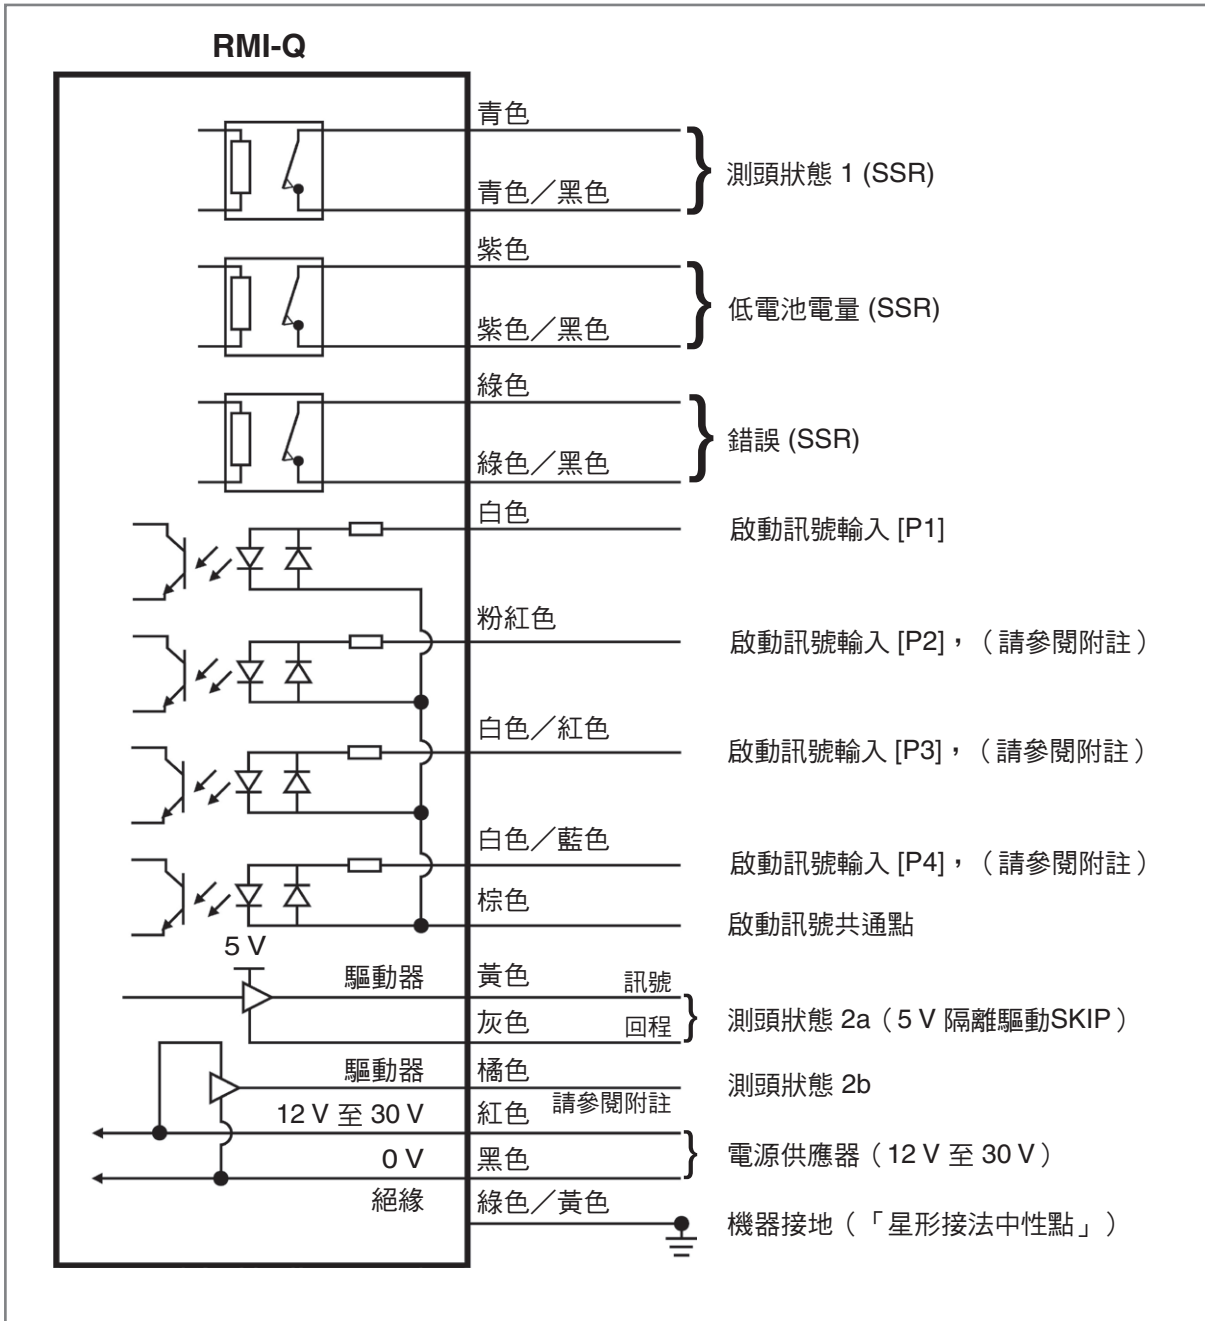 RMI-Q
青色
測頭狀態 1 (SSR)
青色／黑色
紫色
低電池電量 (SSR)
紫色／黑色
綠色
錯誤 (SSR)
綠色／黑色
白色
啟動訊號輸入 [P1]
粉紅色
啟動訊號輸入 [P2]，（請參閱附註）
白色／紅色
啟動訊號輸入 [P3]，（請參閱附註）
白色／藍色
啟動訊號輸入 [P4]，（請參閱附註）
棕色
啟動訊號共通點
5 V
驅動器 黃色 訊號
灰色 回程
測頭狀態 2a（5 V 隔離驅動SKIP）
驅動器 橘色
測頭狀態 2b
請參閱附註
12 V 至 30 V 紅色
電源供應器（12 V 至 30 V）
0 V 黑色
絕緣 綠色／黃色
機器接地（「星形接法中性點」）